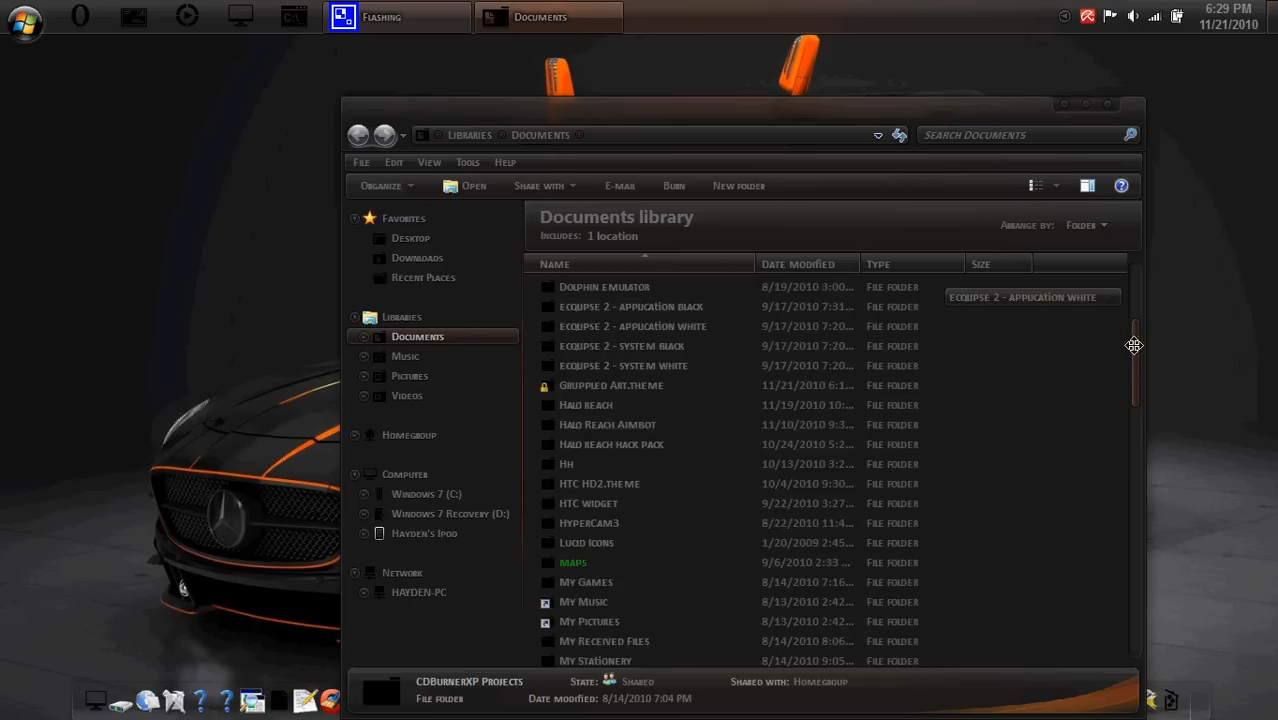 FLASHING
DOCUMENTS
6:29 PM
11/21/2010
LIBRARIES
DOCUMENTS
SEARCH DOCUMENTS
FILE EDIT VIEW TOOLS HELP
ORGANIZE OPEN SHARE WITH E-MAIL BURN NEW FOLDER
FAVORITES
DESKTOP
DOWNLOADS
RECENT PLACES
LIBRARIES
DOCUMENTS
MUSIC
PICTURES
VIDEOS
HOMEGROUP
COMPUTER
WINDOWS 7 (C:)
WINDOWS 7 RECOVERY (D:)
HAYDEN'S IPOD
NETWORK
HAYDEN-PC
Documents library
INCLUDES: 1 location
ARRANGE BY: FOLDER
NAME DATE MODIFIED TYPE SIZE
DOLPHIN EMULATOR 8/19/2010 3:00... FILE FOLDER
ECQLIPSE 2 - APPLICATION BLACK 9/17/2010 7:31... FILE FOLDER
ECQLIPSE 2 - APPLICATION WHITE 9/17/2010 7:20... FILE FOLDER
ECQLIPSE 2 - SYSTEM BLACK 9/17/2010 7:20... FILE FOLDER
ECQLIPSE 2 - SYSTEM WHITE 9/17/2010 7:20... FILE FOLDER
GRUPPLED ART.THEME 11/21/2010 6:1... FILE FOLDER
HALO REACH 11/19/2010 10:... FILE FOLDER
HALO REACH AIMBOT 11/21/2010 9:3... FILE FOLDER
HALO REACH HACK PACK 10/24/2010 5:2... FILE FOLDER
HH 10/13/2010 3:2... FILE FOLDER
HTC HD2.THEME 10/4/2010 9:30... FILE FOLDER
HTC WIDGET 9/22/2010 3:27... FILE FOLDER
HYPERCAM3 8/22/2010 11:4... FILE FOLDER
LUCID ICONS 1/20/2009 2:45... FILE FOLDER
MAPS 9/6/2010 2:33 ... FILE FOLDER
MY GAMES 8/14/2010 7:16... FILE FOLDER
MY MUSIC 8/13/2010 2:42... FILE FOLDER
MY PICTURES 8/13/2010 2:42... FILE FOLDER
MY RECEIVED FILES 8/14/2010 8:06... FILE FOLDER
MY STATIONERY 8/14/2010 9:05... FILE FOLDER
ECQLIPSE 2 - APPLICATION WHITE
CDBURNERXP PROJECTS STATE: SHARED SHARED WITH: HOMEGROUP
FILE FOLDER DATE MODIFIED: 8/14/2010 7:04 PM